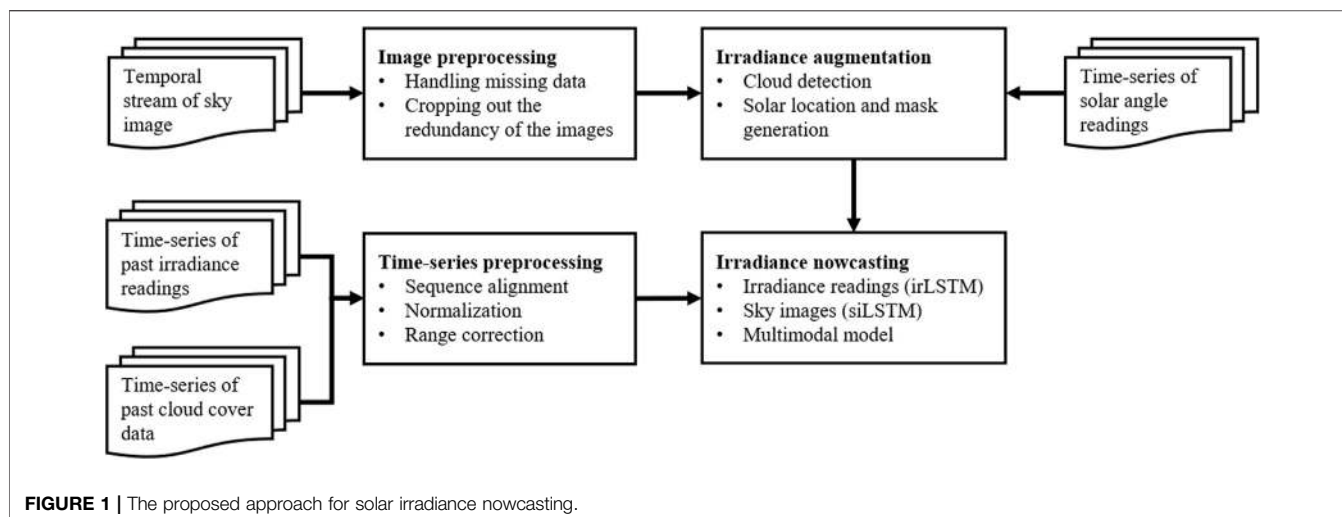 Temporal
stream of sky
image
Image preprocessing
• Handling missing data
• Cropping out the
redundancy of the images
Irradiance augmentation
• Cloud detection
• Solar location and mask
generation
Time-series of
solar angle
readings
Time-series of
past irradiance
readings
Time-series of
past cloud cover
data
Time-series preprocessing
• Sequence alignment
• Normalization
• Range correction
Irradiance nowcasting
• Irradiance readings (irLSTM)
• Sky images (siLSTM)
• Multimodal model
FIGURE 1 | The proposed approach for solar irradiance nowcasting.